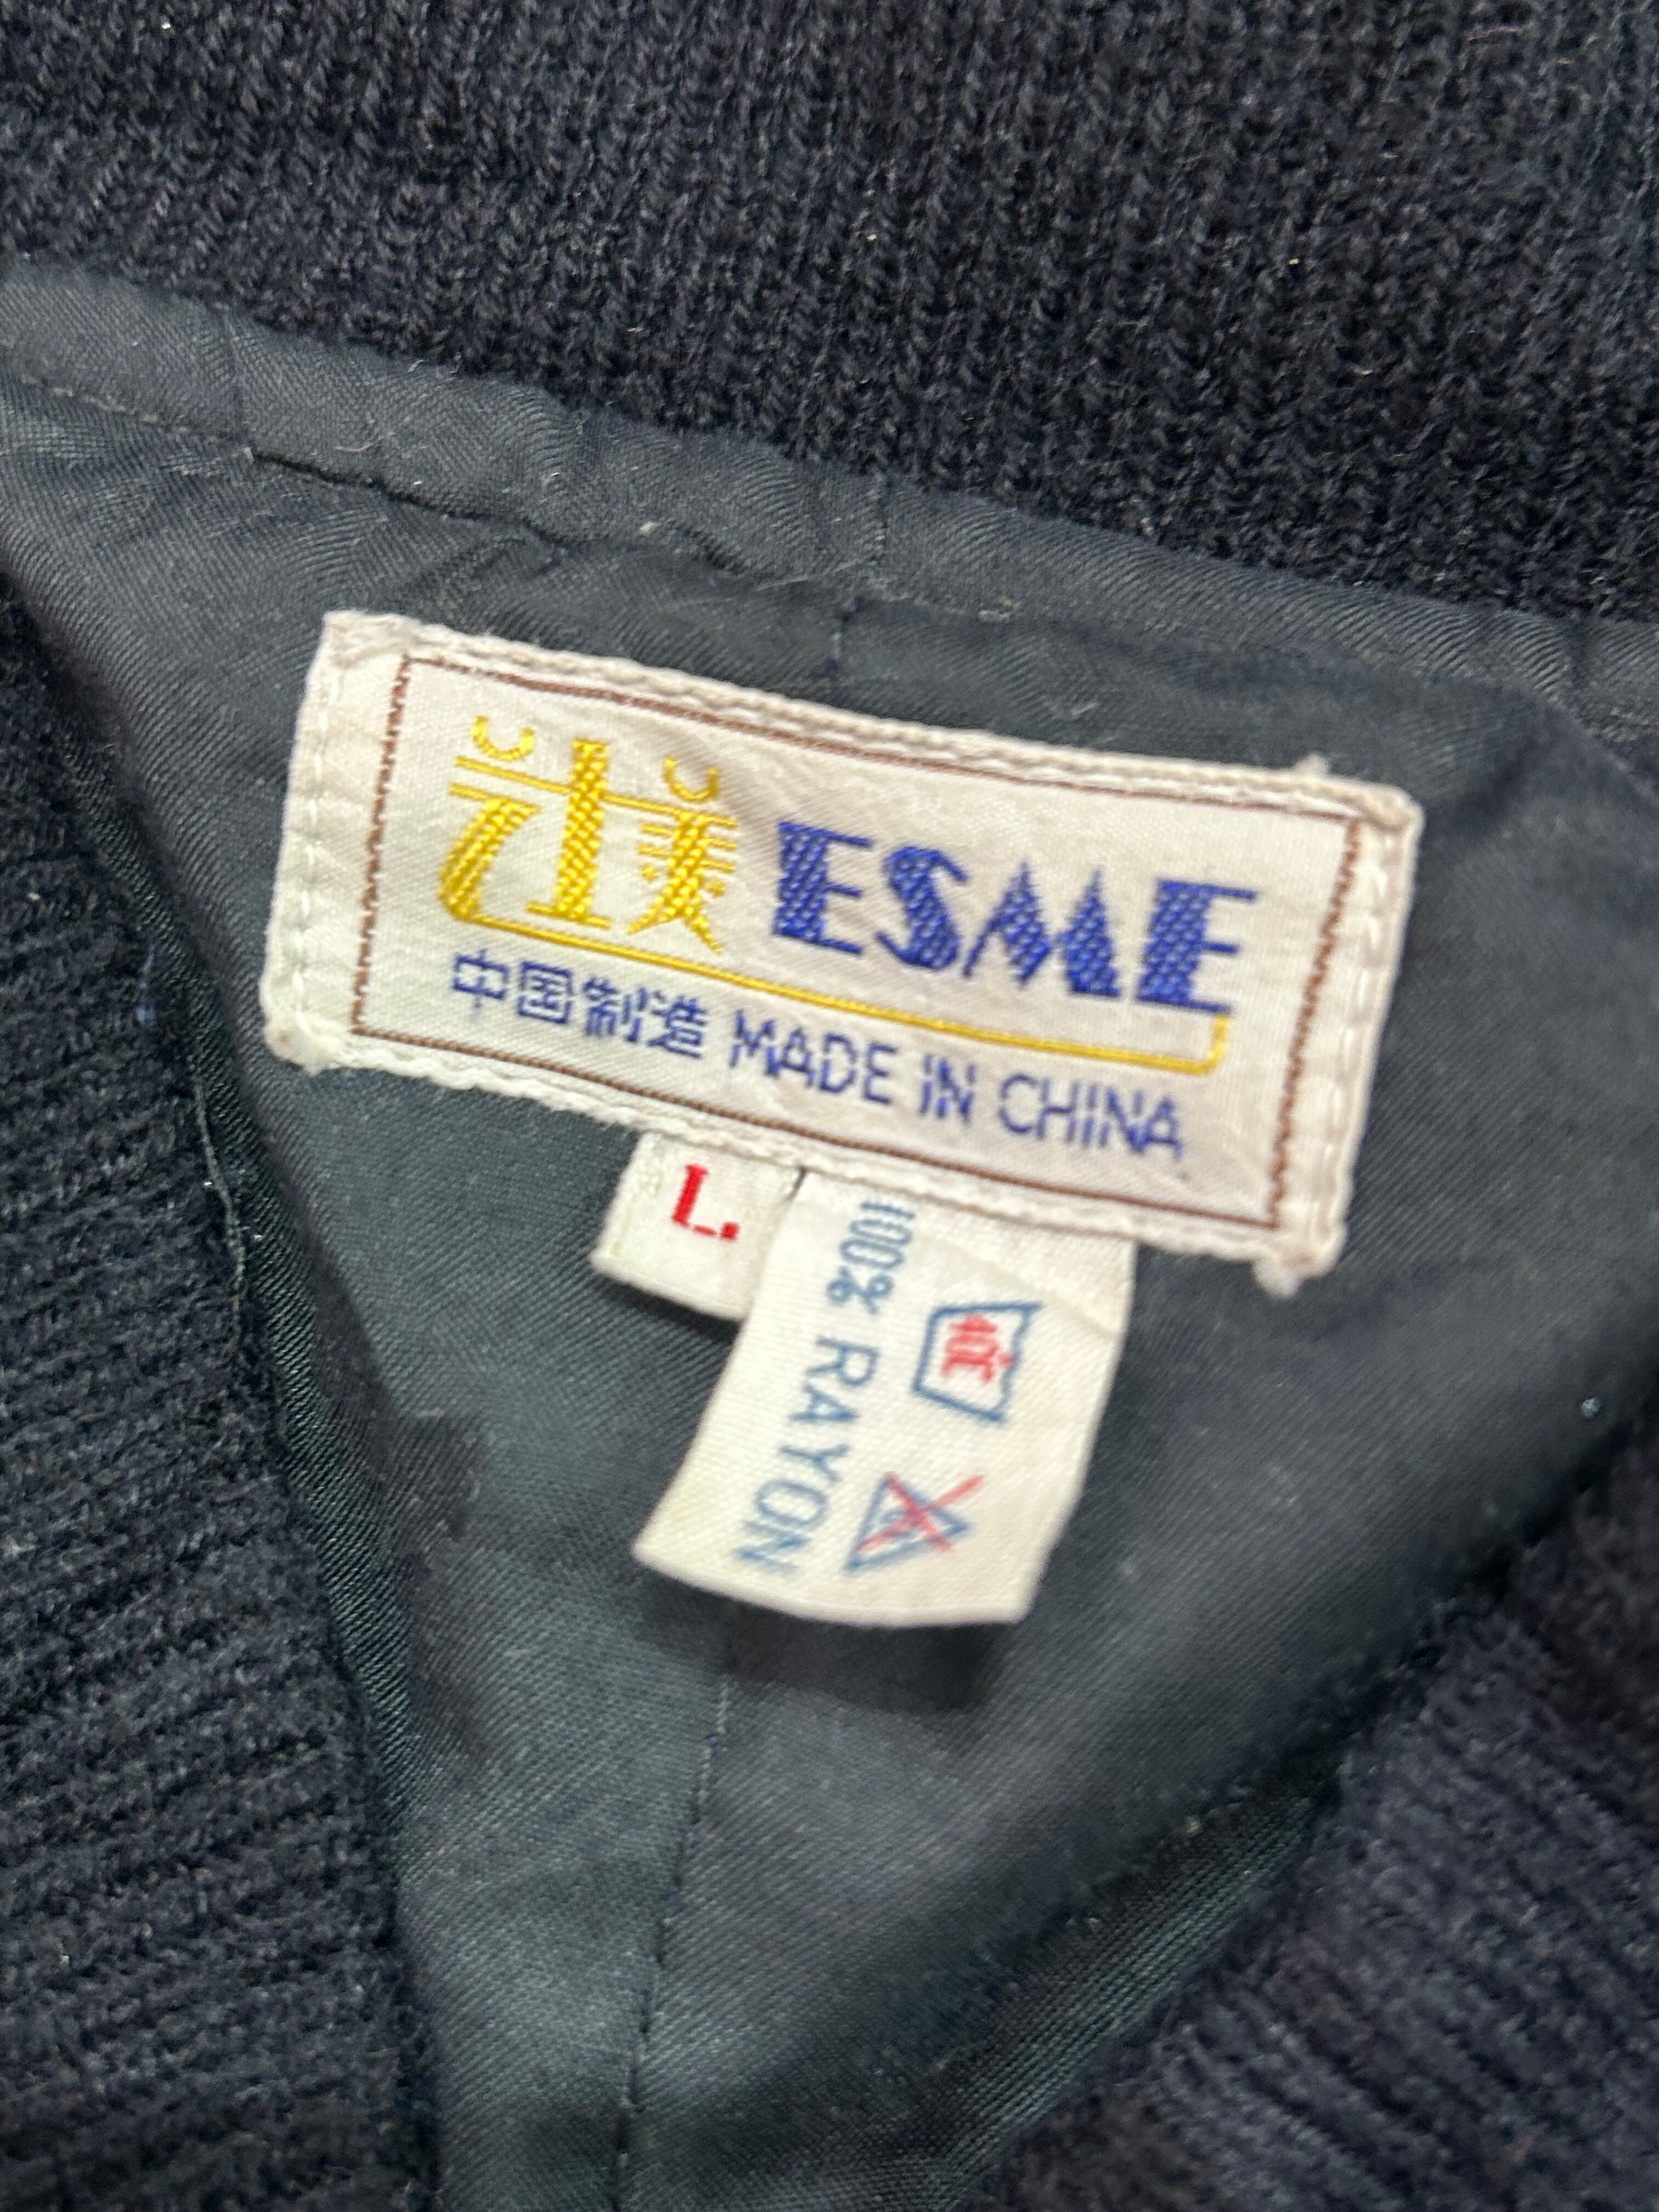 ESME
中国制造 MADE IN CHINA
L
100% RAYON